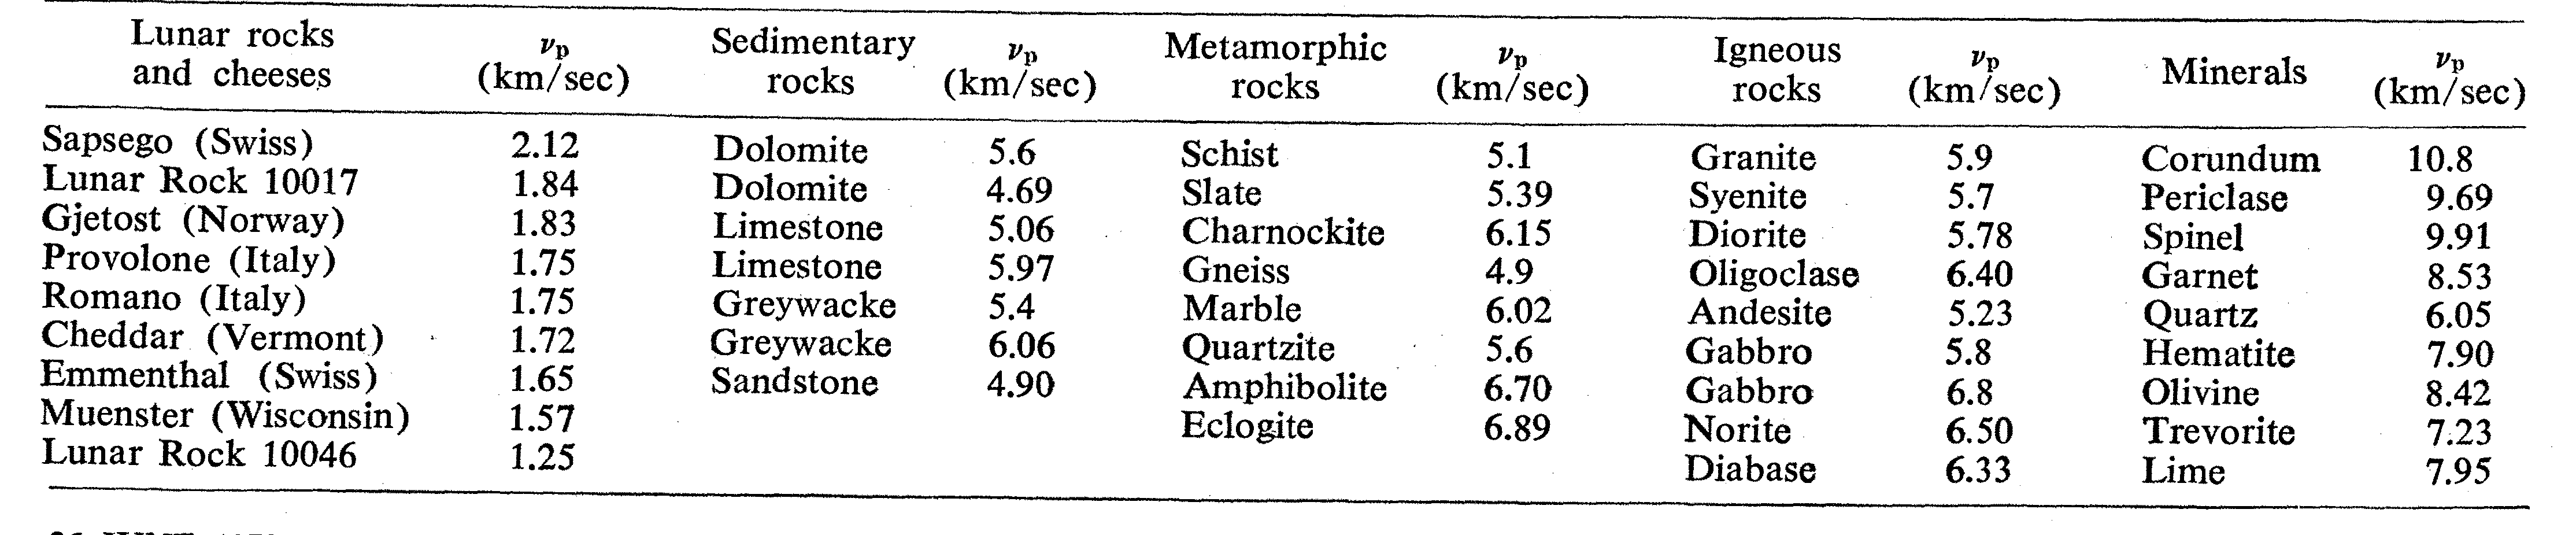 Lunar rocks and cheeses νp (km/sec) Sedimentary rocks νp (km/sec) Metamorphic rocks νp (km/sec) Igneous rocks νp (km/sec) Minerals νp (km/sec)
Sapsego (Swiss) 2.12 Dolomite 5.6 Schist 5.1 Granite 5.9 Corundum 10.8
Lunar Rock 10017 1.84 Dolomite 4.69 Slate 5.39 Syenite 5.7 Periclase 9.69
Gjetost (Norway) 1.83 Limestone 5.06 Charnockite 6.15 Diorite 5.78 Spinel 9.91
Provolone (Italy) 1.75 Limestone 5.97 Gneiss 4.9 Oligoclase 6.40 Garnet 8.53
Romano (Italy) 1.75 Greywacke 5.4 Marble 6.02 Andesite 5.23 Quartz 6.05
Cheddar (Vermont) 1.72 Greywacke 6.06 Quartzite 5.6 Gabbro 5.8 Hematite 7.90
Emmenthal (Swiss) 1.65 Sandstone 4.90 Amphibolite 6.70 Gabbro 6.8 Olivine 8.42
Muenster (Wisconsin) 1.57 Eclogite 6.89 Norite 6.50 Trevorite 7.23
Lunar Rock 10046 1.25 Diabase 6.33 Lime 7.95